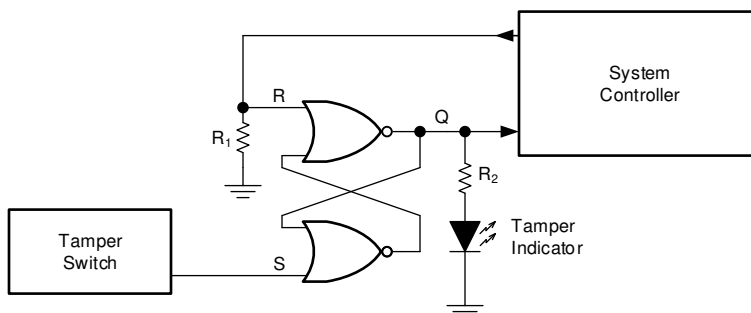 System
Controller
R
Q
R1
R2
Tamper
Indicator
Tamper
Switch
S